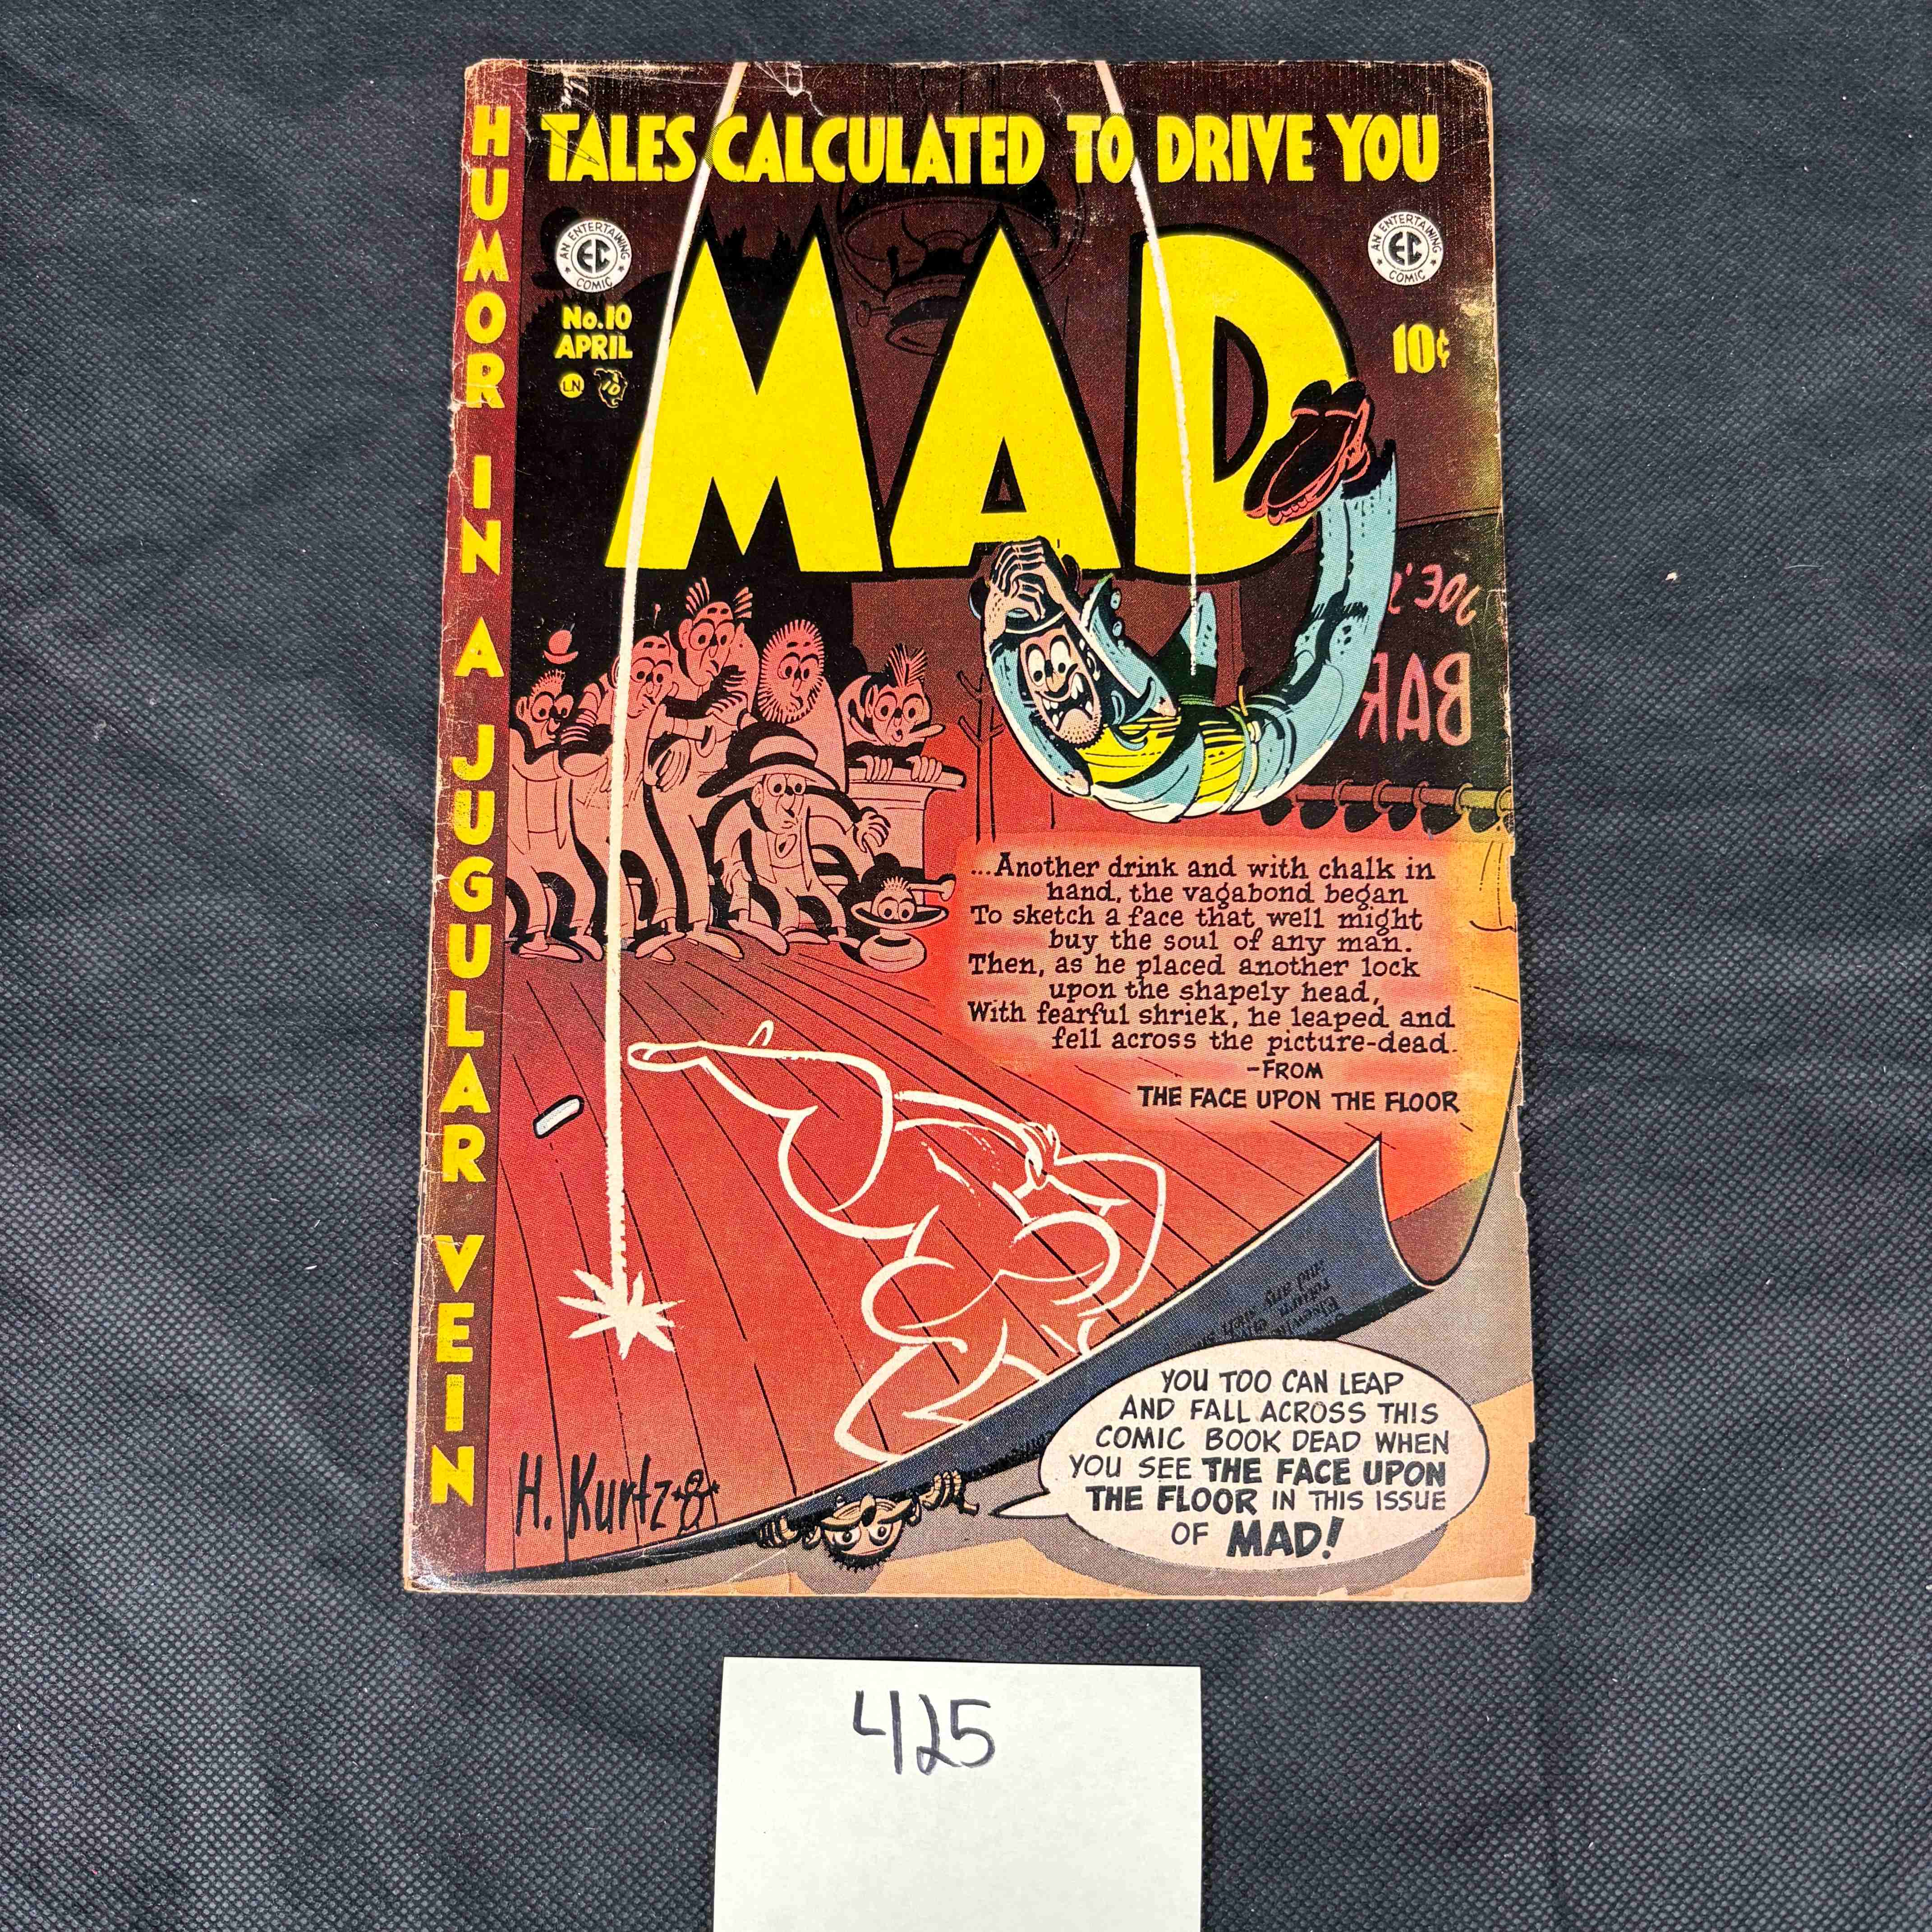 HUMOR IN A JUGULAR VEIN
TALES CALCULATED TO DRIVE YOU
MAD
AN ENTERTAINING
EC
COMIC
No.10
APRIL
LN
AN ENTERTAINING
EC
COMIC
10¢
JOE'S
BAR
...Another drink and with chalk in
hand, the vagabond began
To sketch a face that well might
buy the soul of any man.
Then, as he placed another lock
upon the shapely head,
With fearful shriek, he leaped and
fell across the picture-dead.
-FROM
THE FACE UPON THE FLOOR
YOU TOO CAN LEAP
AND FALL ACROSS THIS
COMIC BOOK DEAD WHEN
YOU SEE THE FACE UPON
THE FLOOR IN THIS ISSUE
OF MAD!
H. Kurtz
425